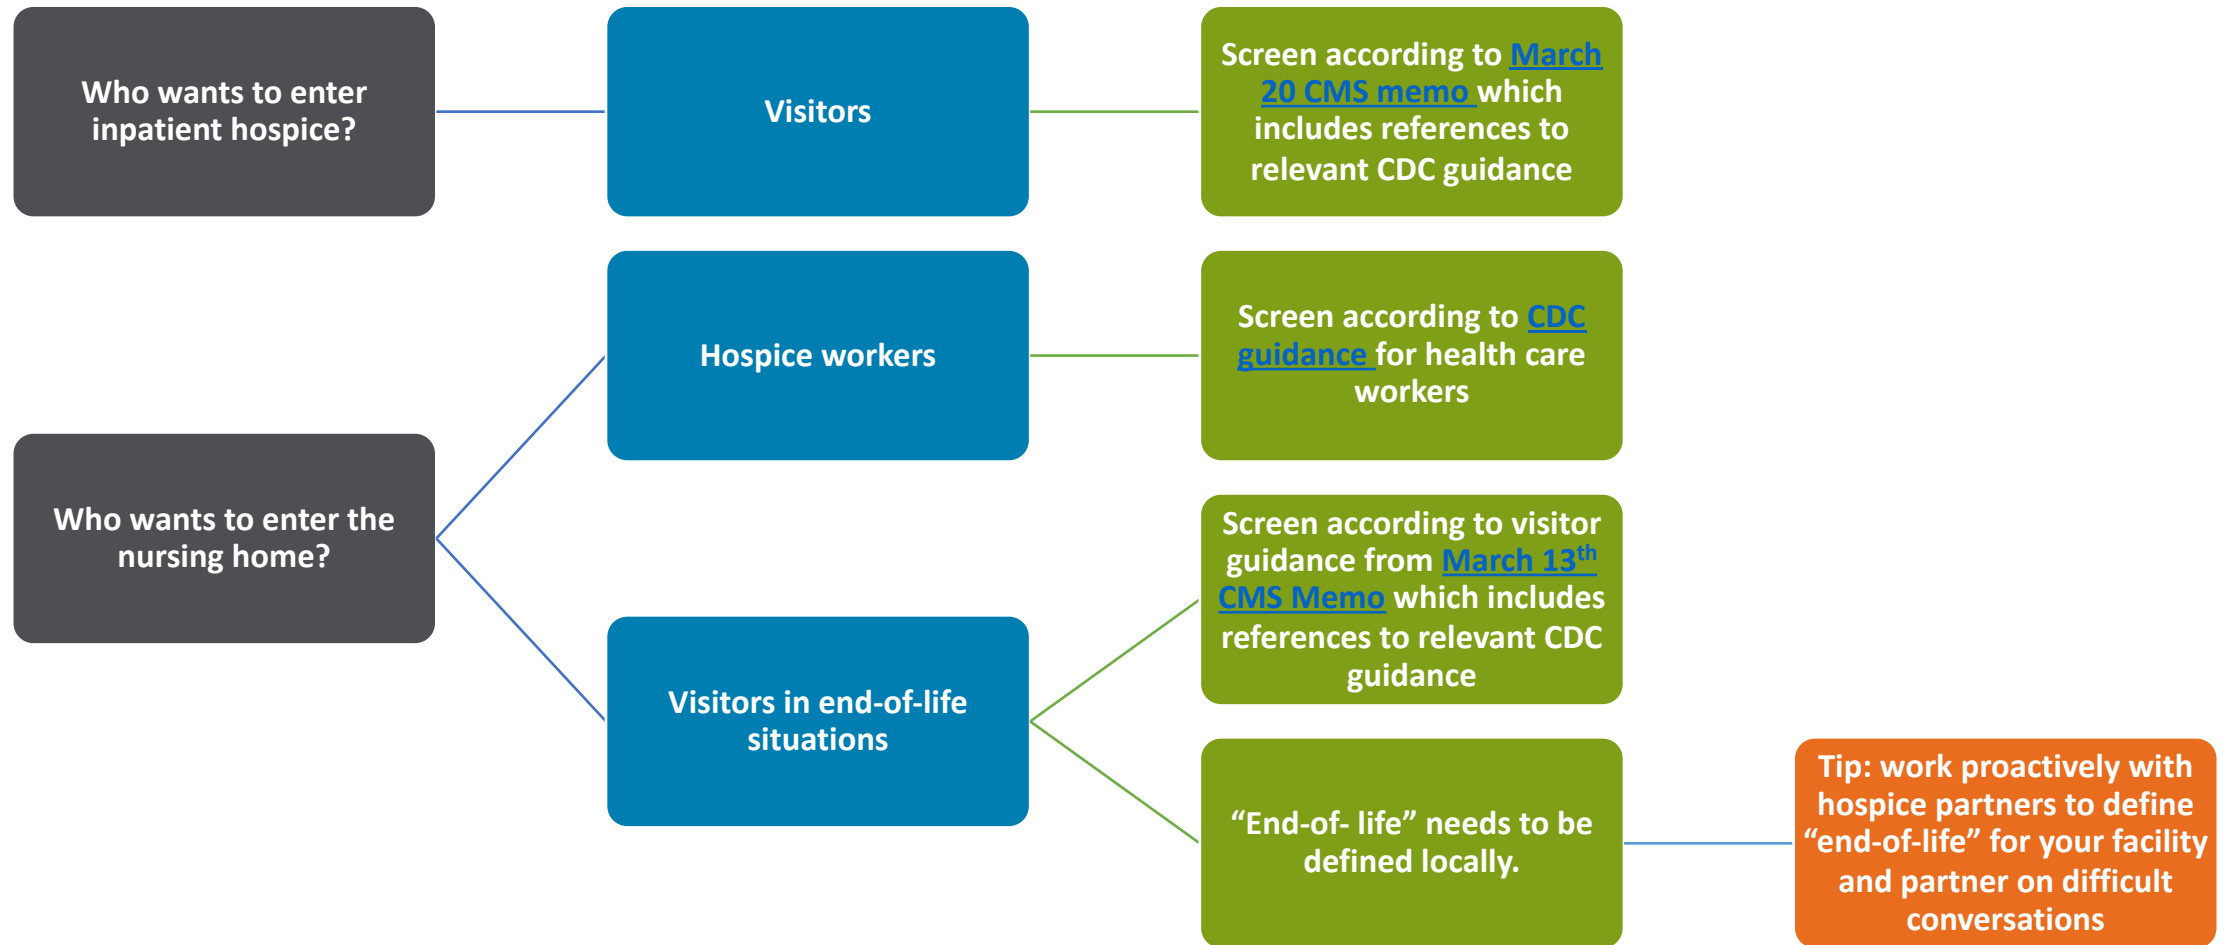 Who wants to enter
inpatient hospice?
Visitors
Screen according to March
20 CMS memo which
includes references to
relevant CDC guidance
Who wants to enter the
nursing home?
Hospice workers
Screen according to CDC
guidance for health care
workers
Visitors in end-of-life
situations
Screen according to visitor
guidance from March 13th
CMS Memo which includes
references to relevant CDC
guidance
“End-of- life” needs to be
defined locally.
Tip: work proactively with
hospice partners to define
“end-of-life” for your facility
and partner on difficult
conversations